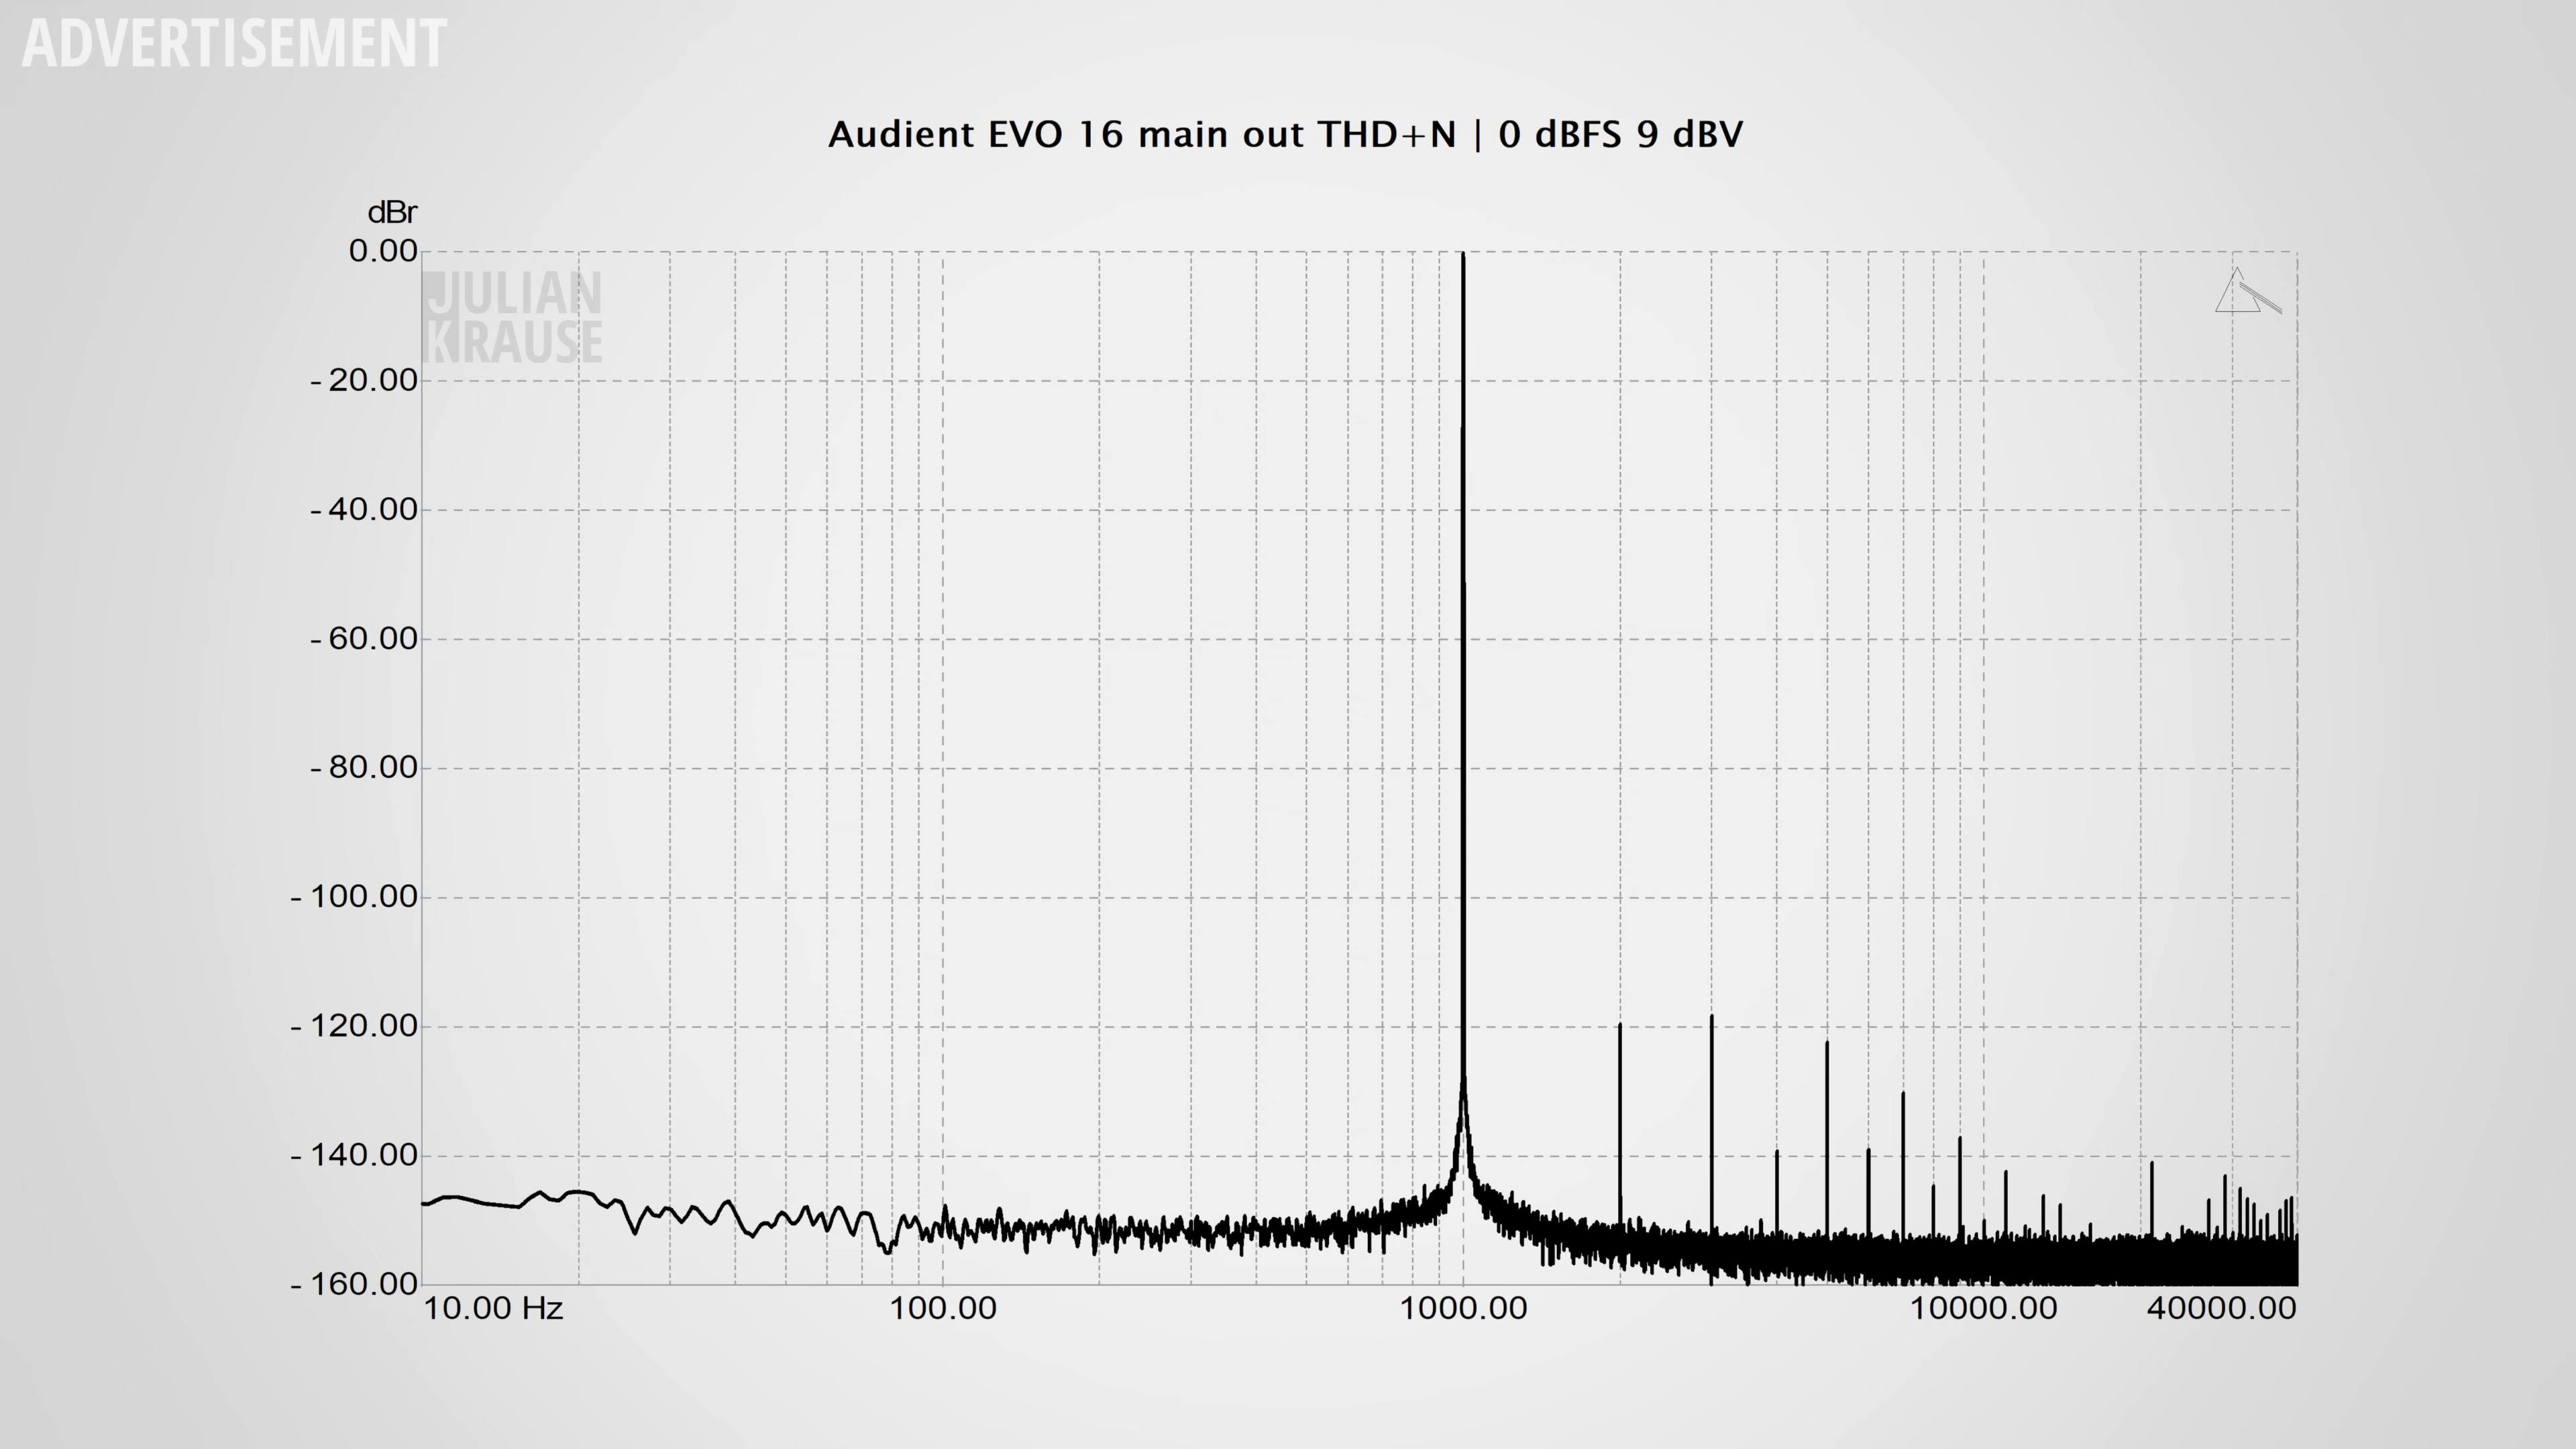 ADVERTISEMENT
Audient EVO 16 main out THD+N | 0 dBFS 9 dBV
dBr
0.00
JULIAN
KRAUSE
- 20.00
- 40.00
- 60.00
- 80.00
- 100.00
- 120.00
- 140.00
- 160.00
10.00 Hz 100.00 1000.00 10000.00 40000.00